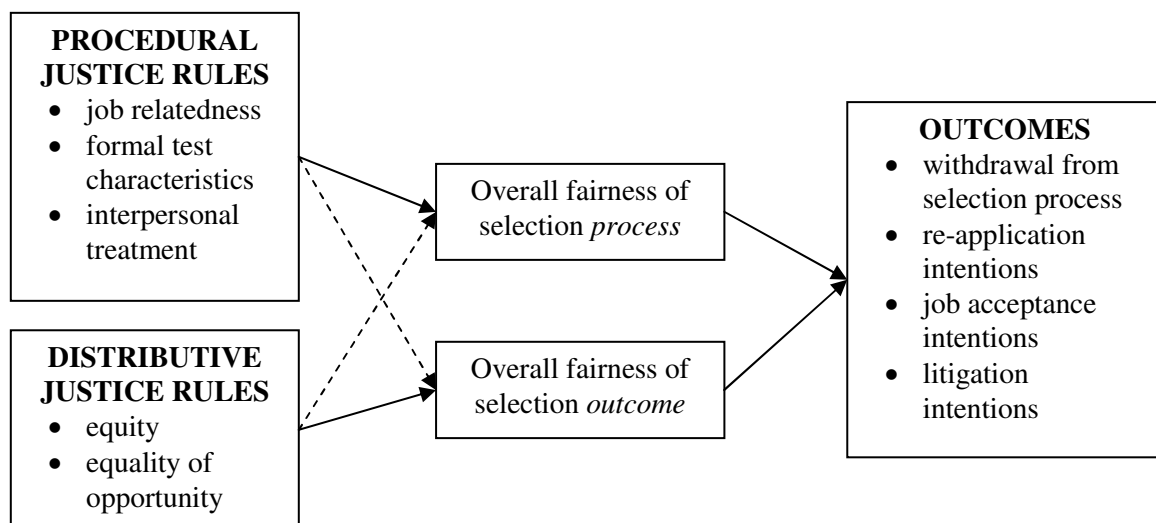 PROCEDURAL
JUSTICE RULES
• job relatedness
• formal test
characteristics
• interpersonal
treatment
DISTRIBUTIVE
JUSTICE RULES
• equity
• equality of
opportunity
Overall fairness of
selection process
Overall fairness of
selection outcome
OUTCOMES
• withdrawal from
selection process
• re-application
intentions
• job acceptance
intentions
• litigation
intentions